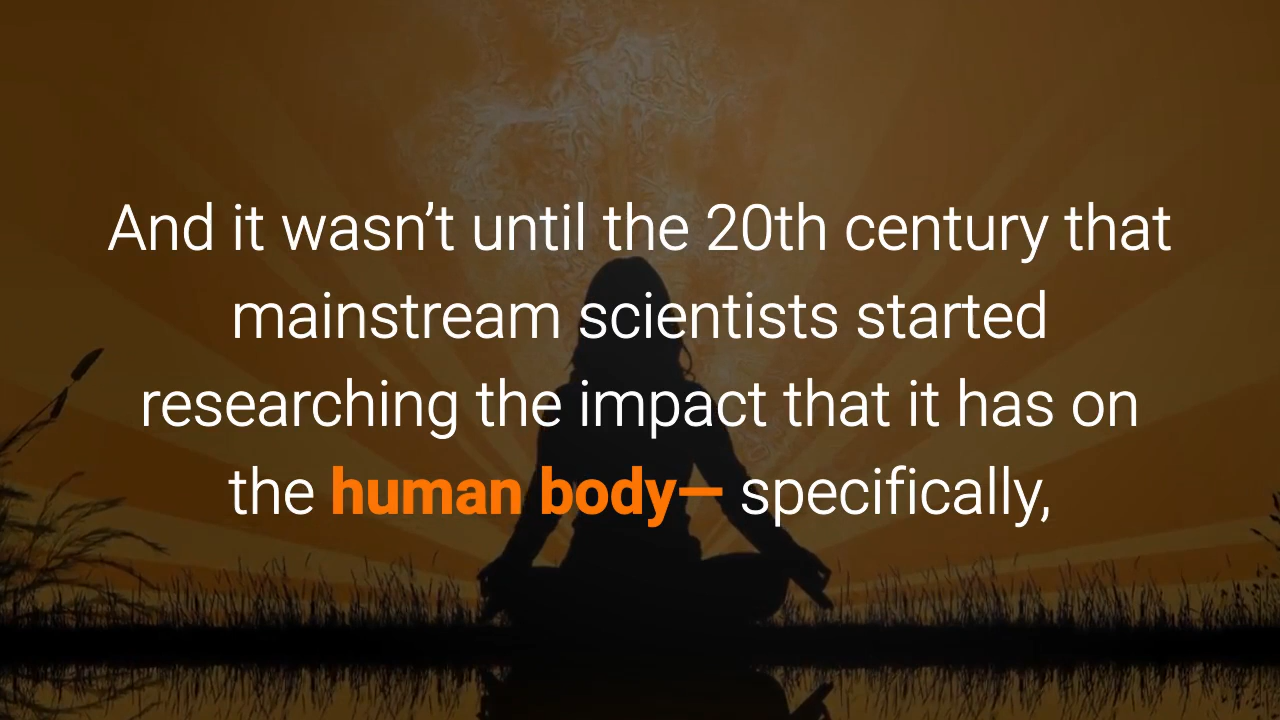 And it wasn’t until the 20th century that
mainstream scientists started
researching the impact that it has on
the human body— specifically,